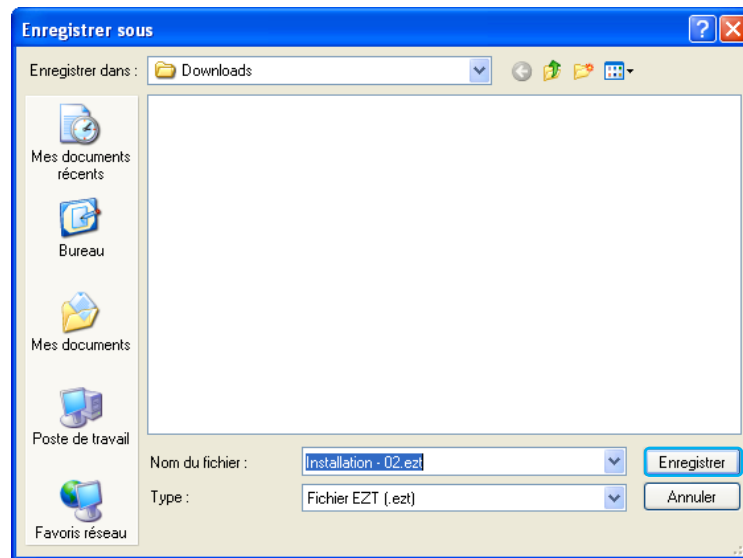 Enregistrer sous
Enregistrer dans : Downloads
Mes documents
récents
Bureau
Mes documents
Poste de travail
Favoris réseau
Nom du fichier : Installation - 02.ezt Enregistrer
Type : Fichier EZT (.ezt) Annuler